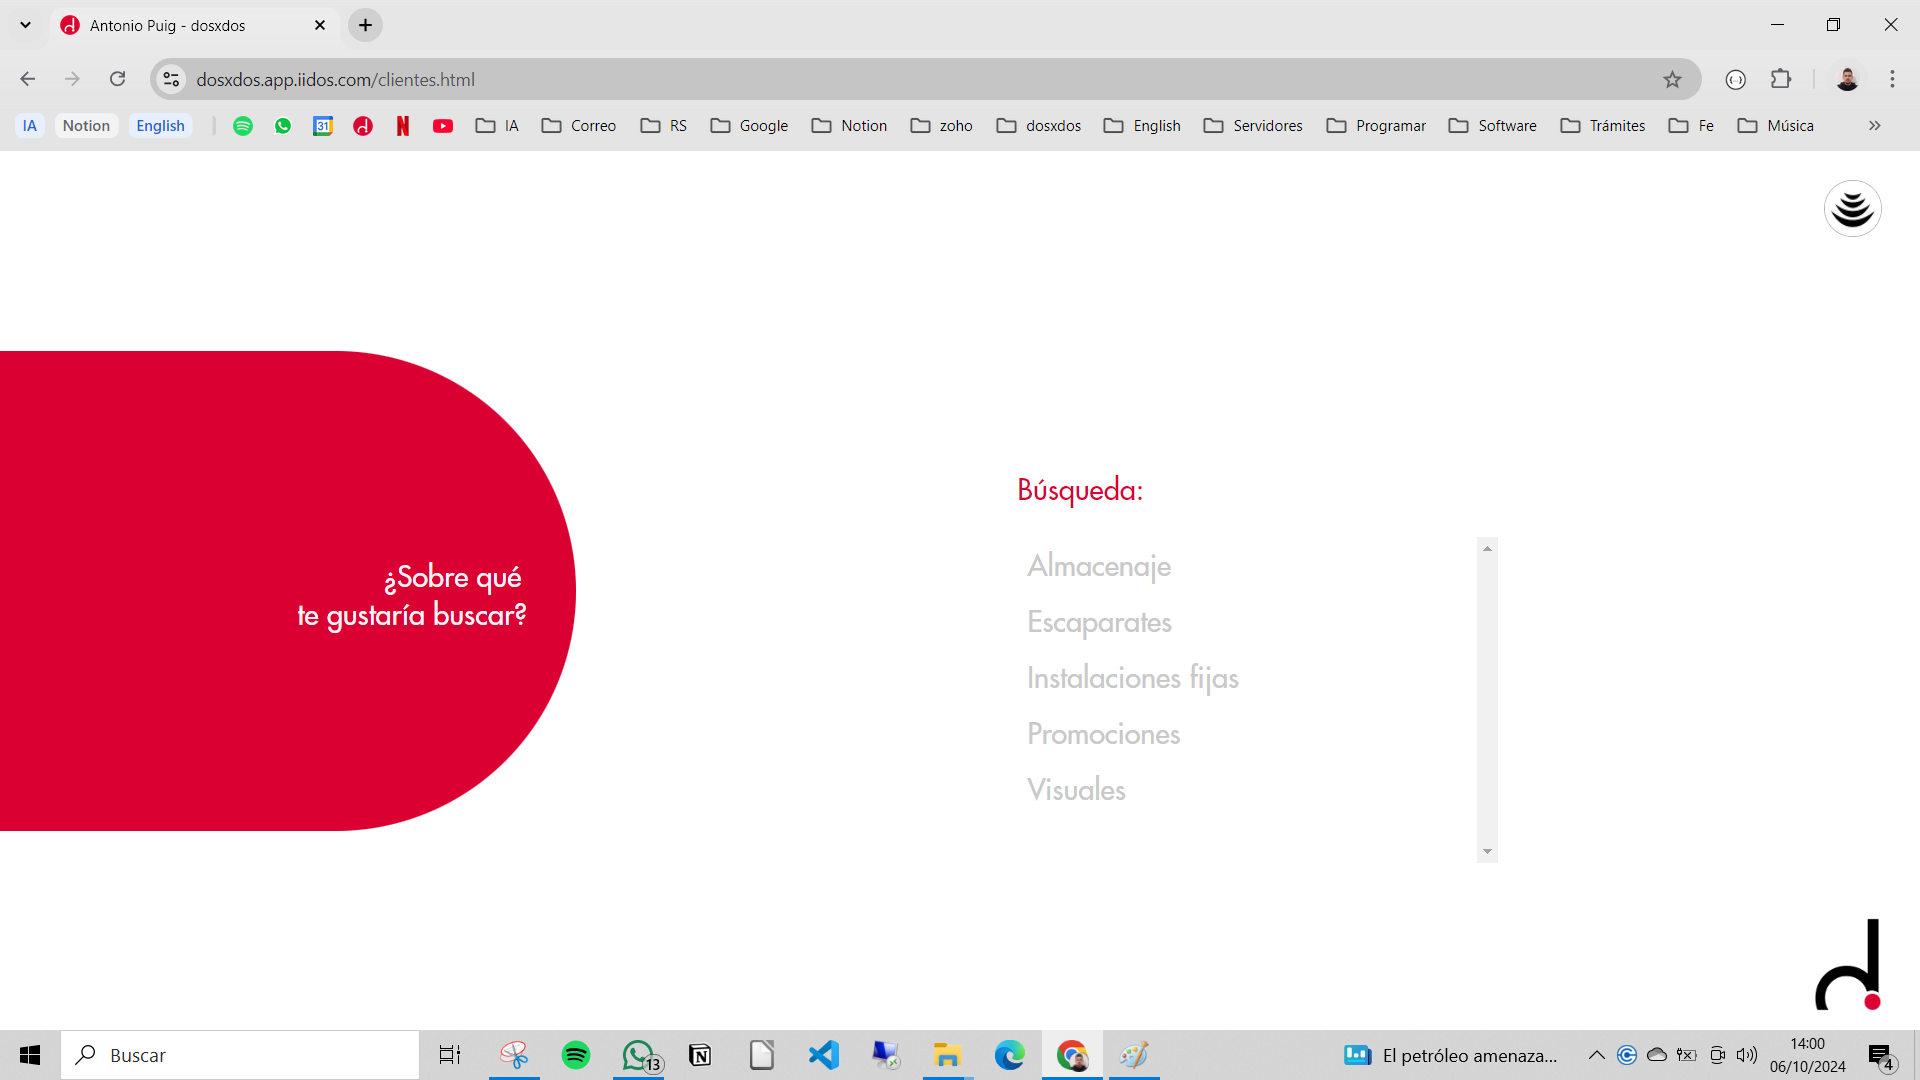 Antonio Puig - dosxdos
dosxdos.app.iidos.com/clientes.html
IA Notion English 31 IA Correo RS Google Notion zoho dosxdos English Servidores Programar Software Trámites Fe Música
¿Sobre qué
te gustaría buscar?
Búsqueda:
Almacenaje
Escaparates
Instalaciones fijas
Promociones
Visuales
Buscar
13
El petróleo amenaza...
14:00
06/10/2024
4